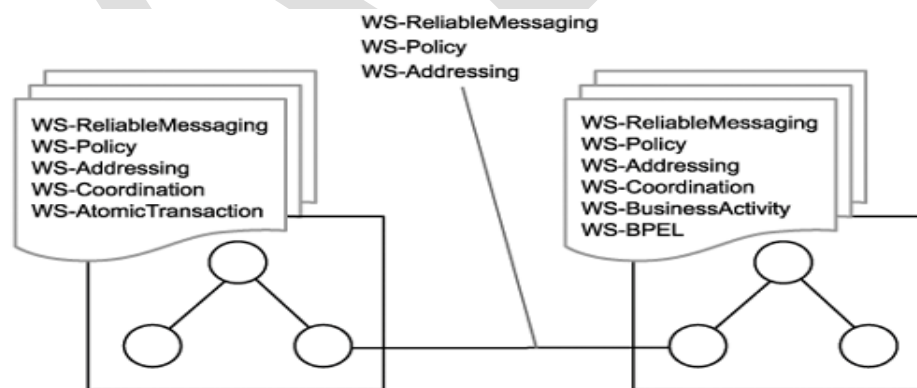 WS-ReliableMessaging
WS-Policy
WS-Addressing
WS-ReliableMessaging
WS-Policy
WS-Addressing
WS-Coordination
WS-AtomicTransaction
WS-ReliableMessaging
WS-Policy
WS-Addressing
WS-Coordination
WS-BusinessActivity
WS-BPEL